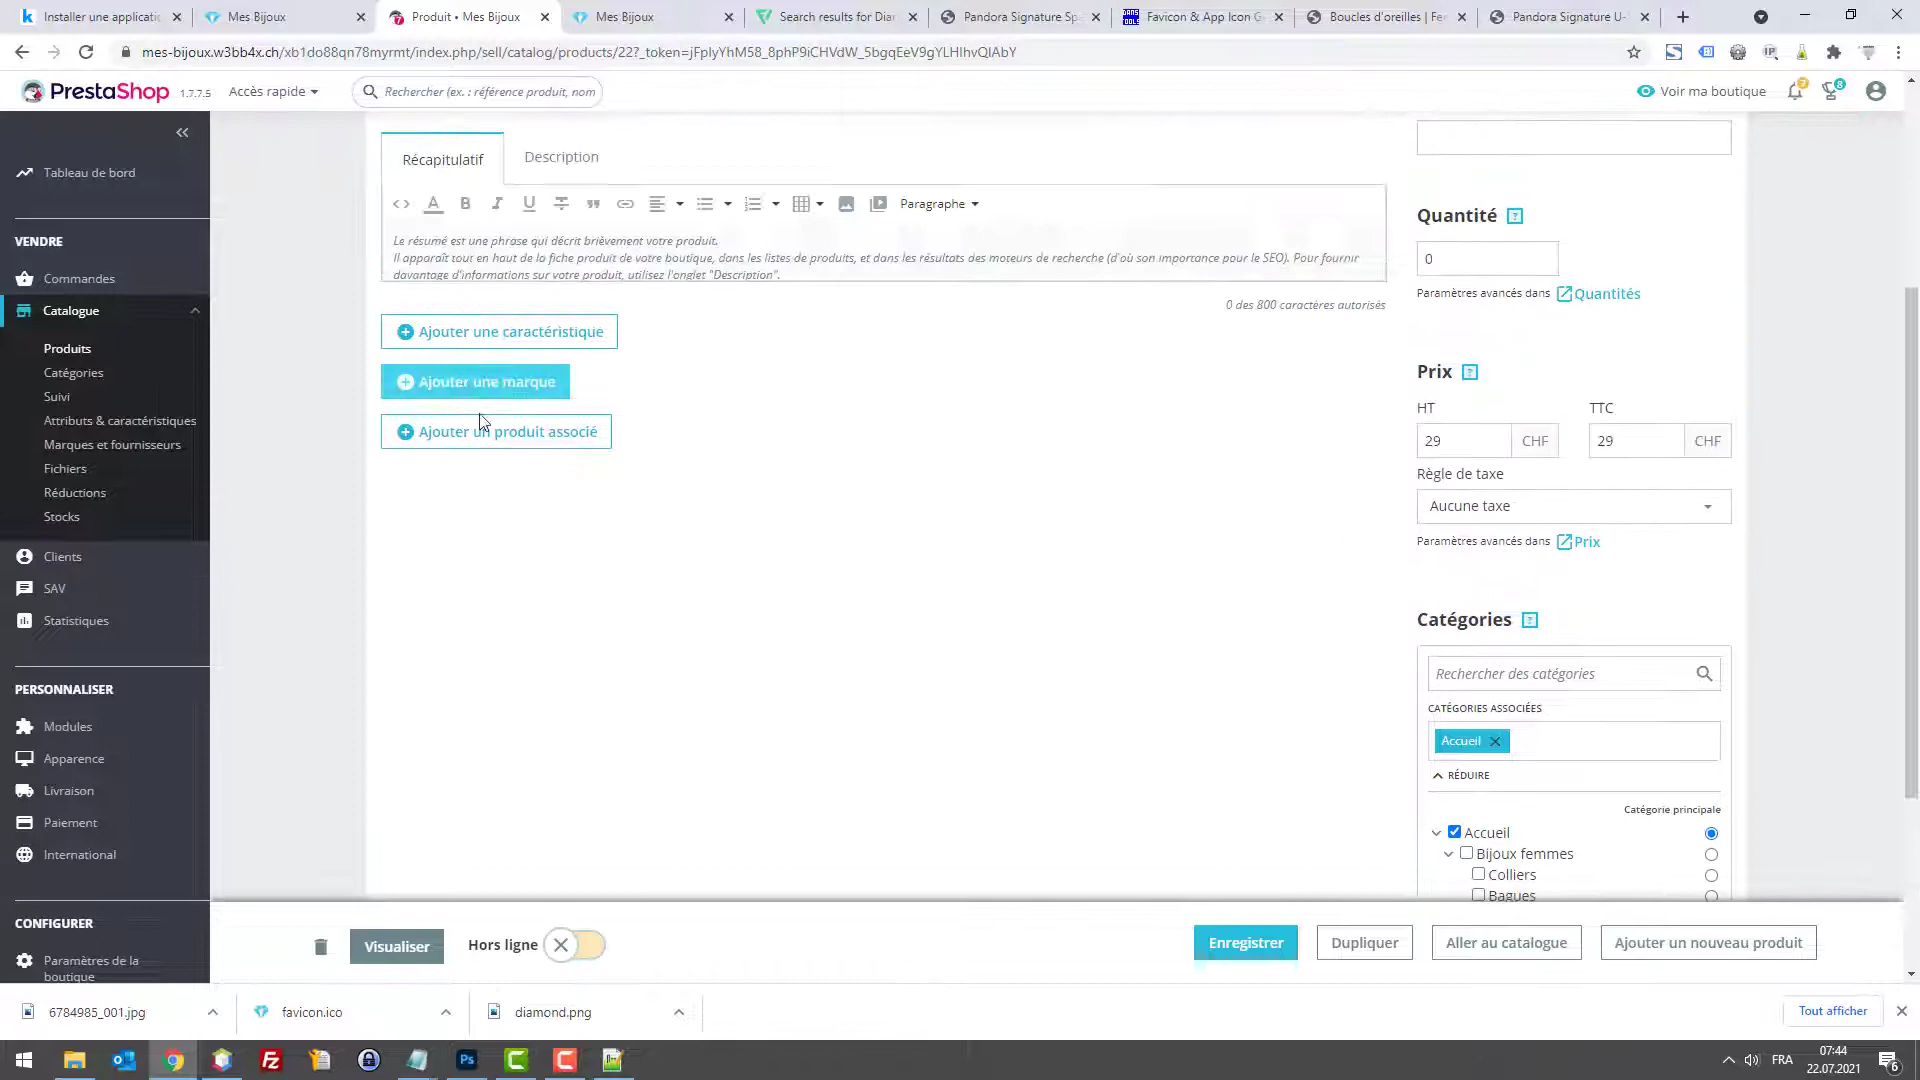 Installer une applicati
Mes Bijoux
Produit • Mes Bijoux
Mes Bijoux
Search results for Diar
Pandora Signature Sp
Favicon & App Icon G
Boucles d'oreilles | Fe
Pandora Signature U-
mes-bijoux.w3bb4x.ch/xb1do88qn78myrmt/index.php/sell/catalog/products/22?_token=jFplyYhM58_8phP9iCHVdW_5bgqEeV9gYLHlhvQlAbY
PrestaShop 1.7.7.5
Accès rapide
Rechercher (ex. : référence produit, nom
Voir ma boutique
7
8
Tableau de bord
VENDRE
Commandes
Catalogue
Produits
Catégories
Suivi
Attributs & caractéristiques
Marques et fournisseurs
Fichiers
Réductions
Stocks
Clients
SAV
Statistiques
PERSONNALISER
Modules
Apparence
Livraison
Paiement
International
CONFIGURER
Paramètres de la
boutique
Récapitulatif
Description
Paragraphe
Le résumé est une phrase qui décrit brièvement votre produit.
Il apparaît tout en haut de la fiche produit de votre boutique, dans les listes de produits, et dans les résultats des moteurs de recherche (d'où son importance pour le SEO). Pour fournir
davantage d'informations sur votre produit, utilisez l'onglet "Description".
0 des 800 caractères autorisés
Ajouter une caractéristique
Ajouter une marque
Ajouter un produit associé
Quantité ?
0
Paramètres avancés dans Quantités
Prix ?
HT
TTC
29 CHF
29 CHF
Règle de taxe
Aucune taxe
Paramètres avancés dans Prix
Catégories ?
Rechercher des catégories
CATÉGORIES ASSOCIÉES
Accueil
RÉDUIRE
Catégorie principale
Accueil
Bijoux femmes
Colliers
Bagues
Visualiser
Hors ligne
Enregistrer
Dupliquer
Aller au catalogue
Ajouter un nouveau produit
6784985_001.jpg
favicon.ico
diamond.png
Tout afficher
FRA
07:44
22.07.2021
6